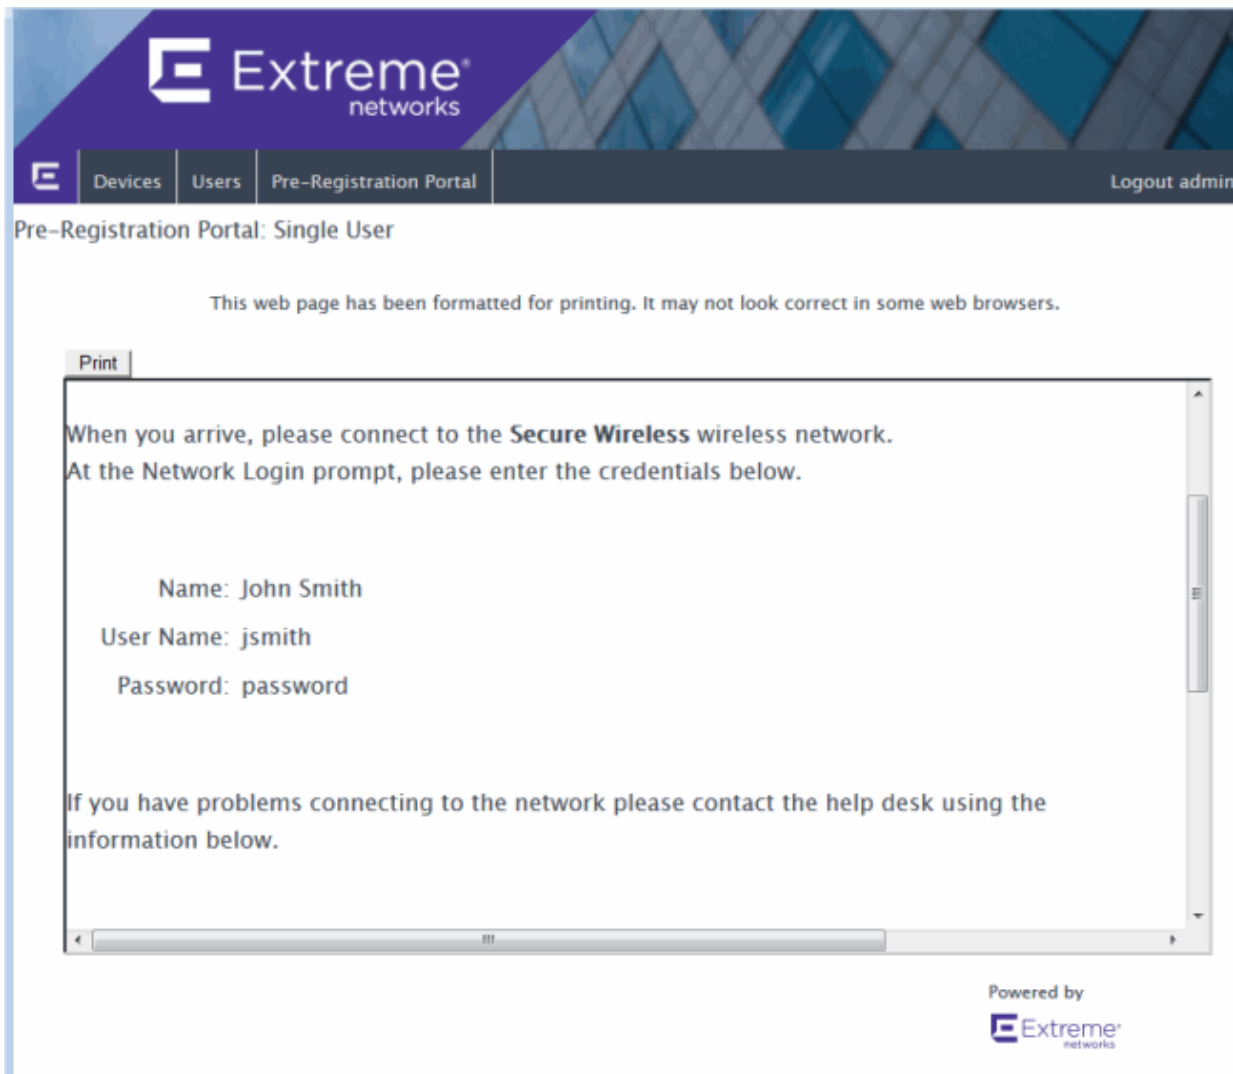 Extreme®
networks
Devices Users Pre-Registration Portal Logout admin
Pre-Registration Portal: Single User
This web page has been formatted for printing. It may not look correct in some web browsers.
Print
When you arrive, please connect to the Secure Wireless wireless network.
At the Network Login prompt, please enter the credentials below.
Name: John Smith
User Name: jsmith
Password: password
If you have problems connecting to the network please contact the help desk using the
information below.
Powered by
Extreme®
networks